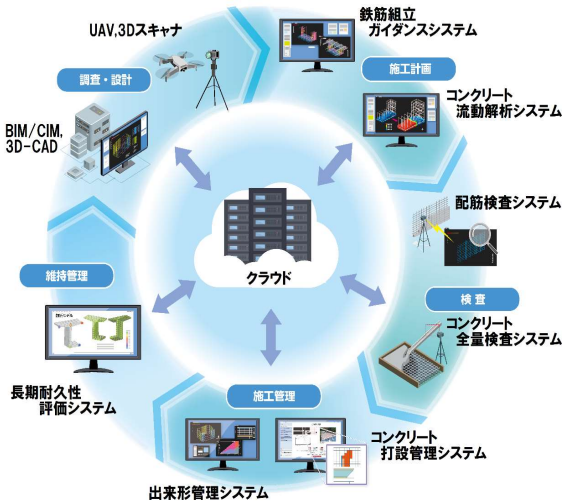 UAV,3Dスキャナ
調査・設計
BIM/CIM,
3D-CAD
鉄筋組立
ガイダンスシステム
施工計画
コンクリート
流動解析システム
配筋検査システム
検 査
コンクリート
全量検査システム
クラウド
維持管理
長期耐久性
評価システム
施工管理
出来形管理システム
コンクリート
打設管理システム